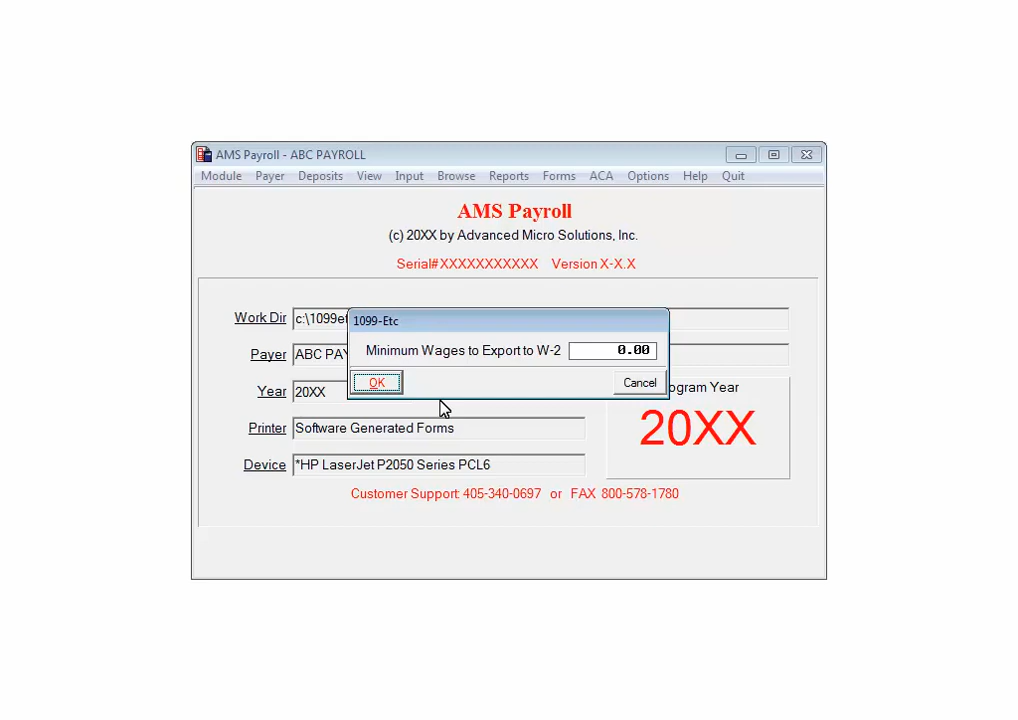 AMS Payroll - ABC PAYROLL
Module Payer Deposits View Input Browse Reports Forms ACA Options Help Quit
AMS Payroll
(c) 20XX by Advanced Micro Solutions, Inc.
Serial#XXXXXXXXXXX Version X-X.X
Work Dir c:\1099et
1099-Etc
Minimum Wages to Export to W-2 0.00
Payer ABC PAY
OK Cancel
Year 20XX
ogram Year
20XX
Printer Software Generated Forms
Device *HP LaserJet P2050 Series PCL6
Customer Support: 405-340-0697 or FAX 800-578-1780